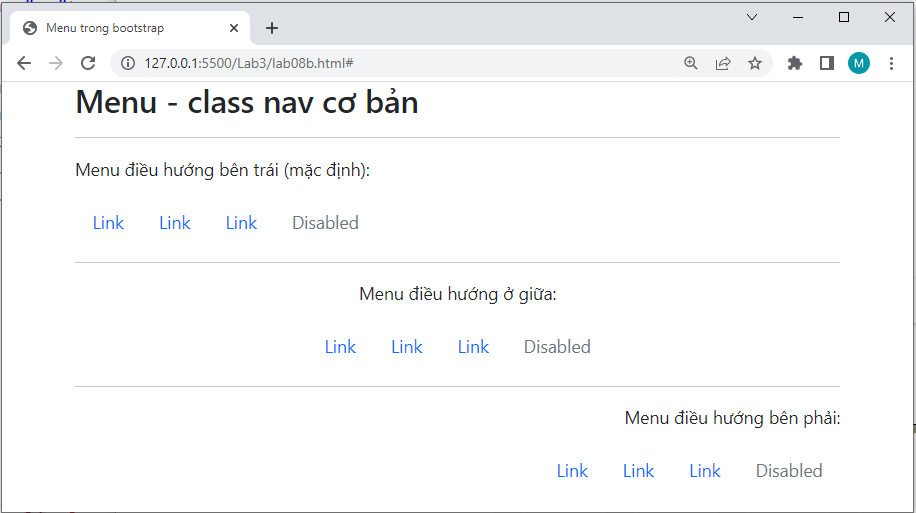 Menu trong bootstrap
127.0.0.1:5500/Lab3/lab08b.html#
M
Menu - class nav cơ bản
Menu điều hướng bên trái (mặc định):
Link Link Link Disabled
Menu điều hướng ở giữa:
Link Link Link Disabled
Menu điều hướng bên phải:
Link Link Link Disabled